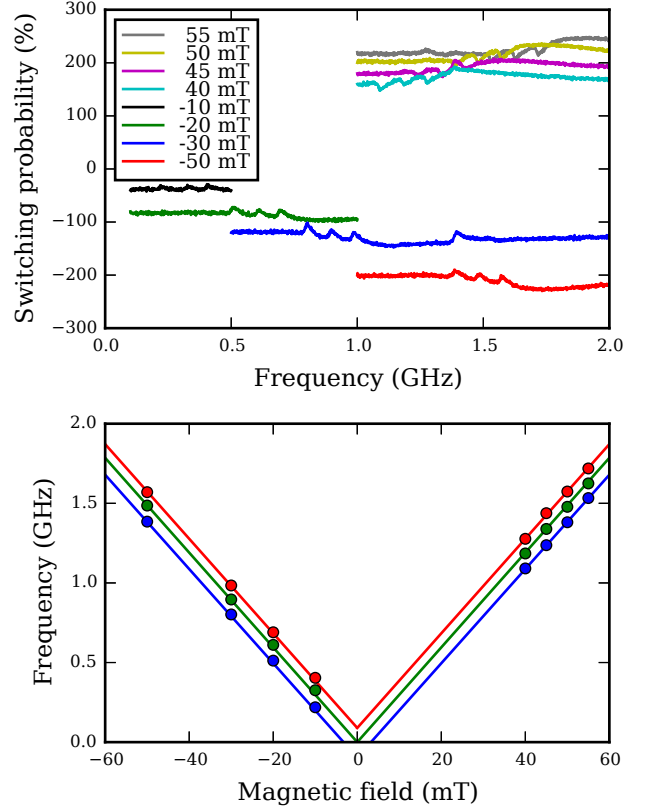 Switching probability (%)
300
200
100
0
−100
−200
−300
55 mT
50 mT
45 mT
40 mT
-10 mT
-20 mT
-30 mT
-50 mT
0.0 0.5 1.0 1.5 2.0
Frequency (GHz)
Frequency (GHz)
2.0
1.5
1.0
0.5
0.0
−60 −40 −20 0 20 40 60
Magnetic field (mT)